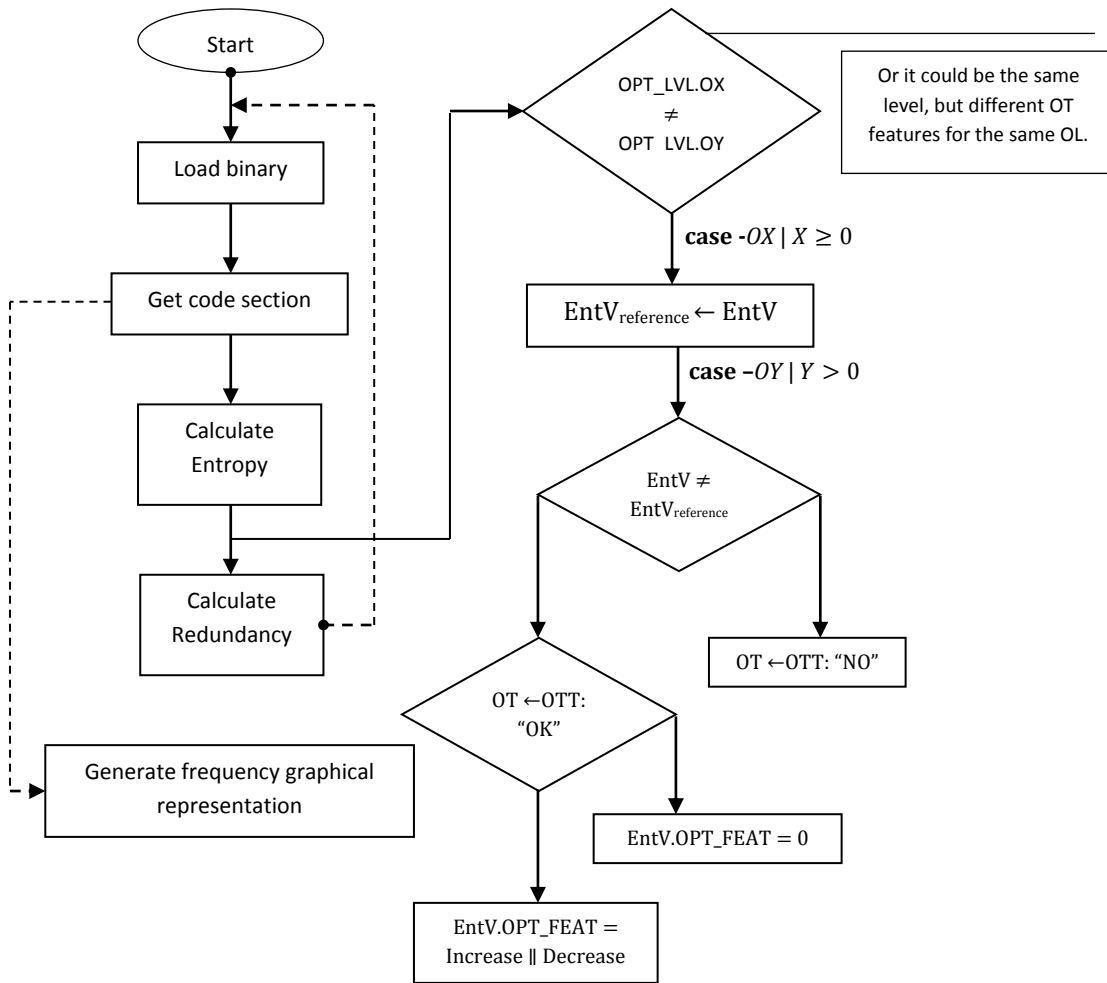 Start
Load binary
Get code section
Calculate
Entropy
Calculate
Redundancy
Generate frequency graphical
representation
OPT_LVL.OX
≠
OPT LVL.OY
Or it could be the same
level, but different OT
features for the same OL.
case -OX | X ≥ 0
EntVreference ← EntV
case –OY | Y > 0
EntV ≠
EntVreference
OT ←OTT: “NO”
OT ←OTT:
“OK”
EntV.OPT_FEAT = 0
EntV.OPT_FEAT =
Increase ∥ Decrease